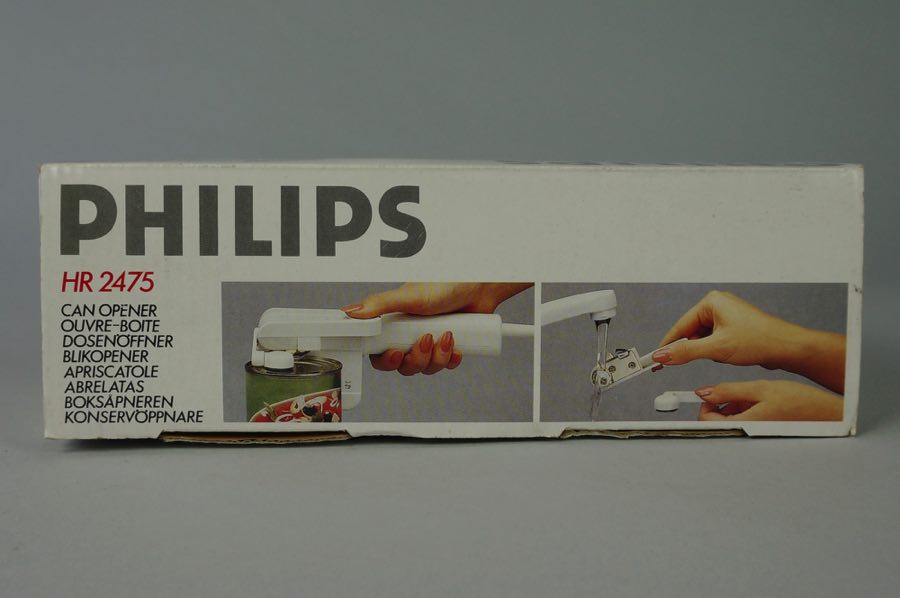 PHILIPS
HR 2475
CAN OPENER
OUVRE-BOITE
DOSENÖFFNER
BLIKOPENER
APRISCATOLE
ABRELATAS
BOKSÅPNEREN
KONSERVÖPPNARE